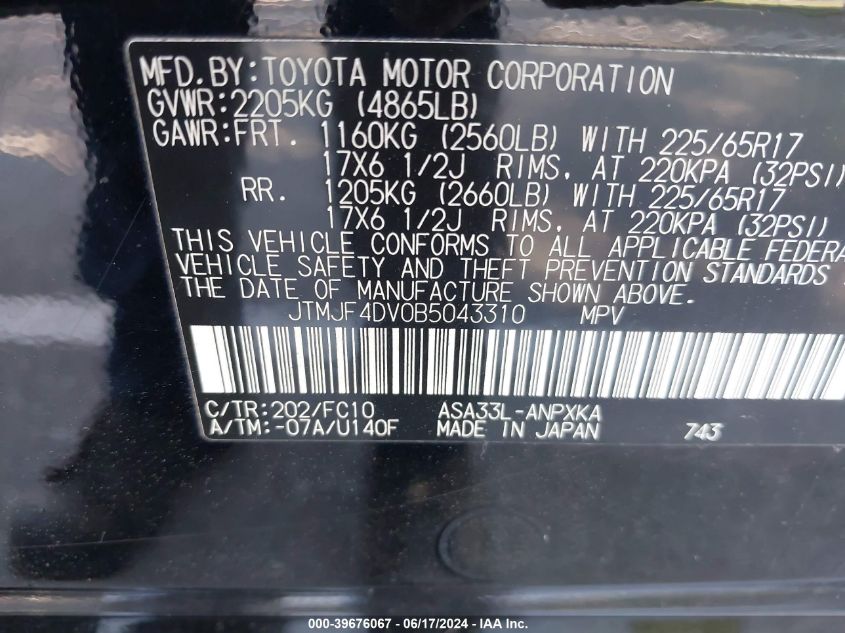 MFD.BY:TOYOTA MOTOR CORPORATION
GVWR:2205KG (4865LB)
GAWR:FRT. 1160KG (2560LB) WITH 225/65R17
17X6 1/2J RIMS, AT 220KPA (32PSI)
RR. 1205KG (2660LB) WITH 225/65R17
17X6 1/2J RIMS, AT 220KPA (32PSI)
THIS VEHICLE CONFORMS TO ALL APPLICABLE FEDERA
VEHICLE SAFETY AND THEFT PREVENTION STANDARDS
THE DATE OF MANUFACTURE SHOWN ABOVE.
JTMJF4DV0B5043310 MPV
C/TR:202/FC10 ASA33L-ANPXKA
A/TM:-07A/U140F MADE IN JAPAN 743
000-39676067 - 06/17/2024 - IAA Inc.